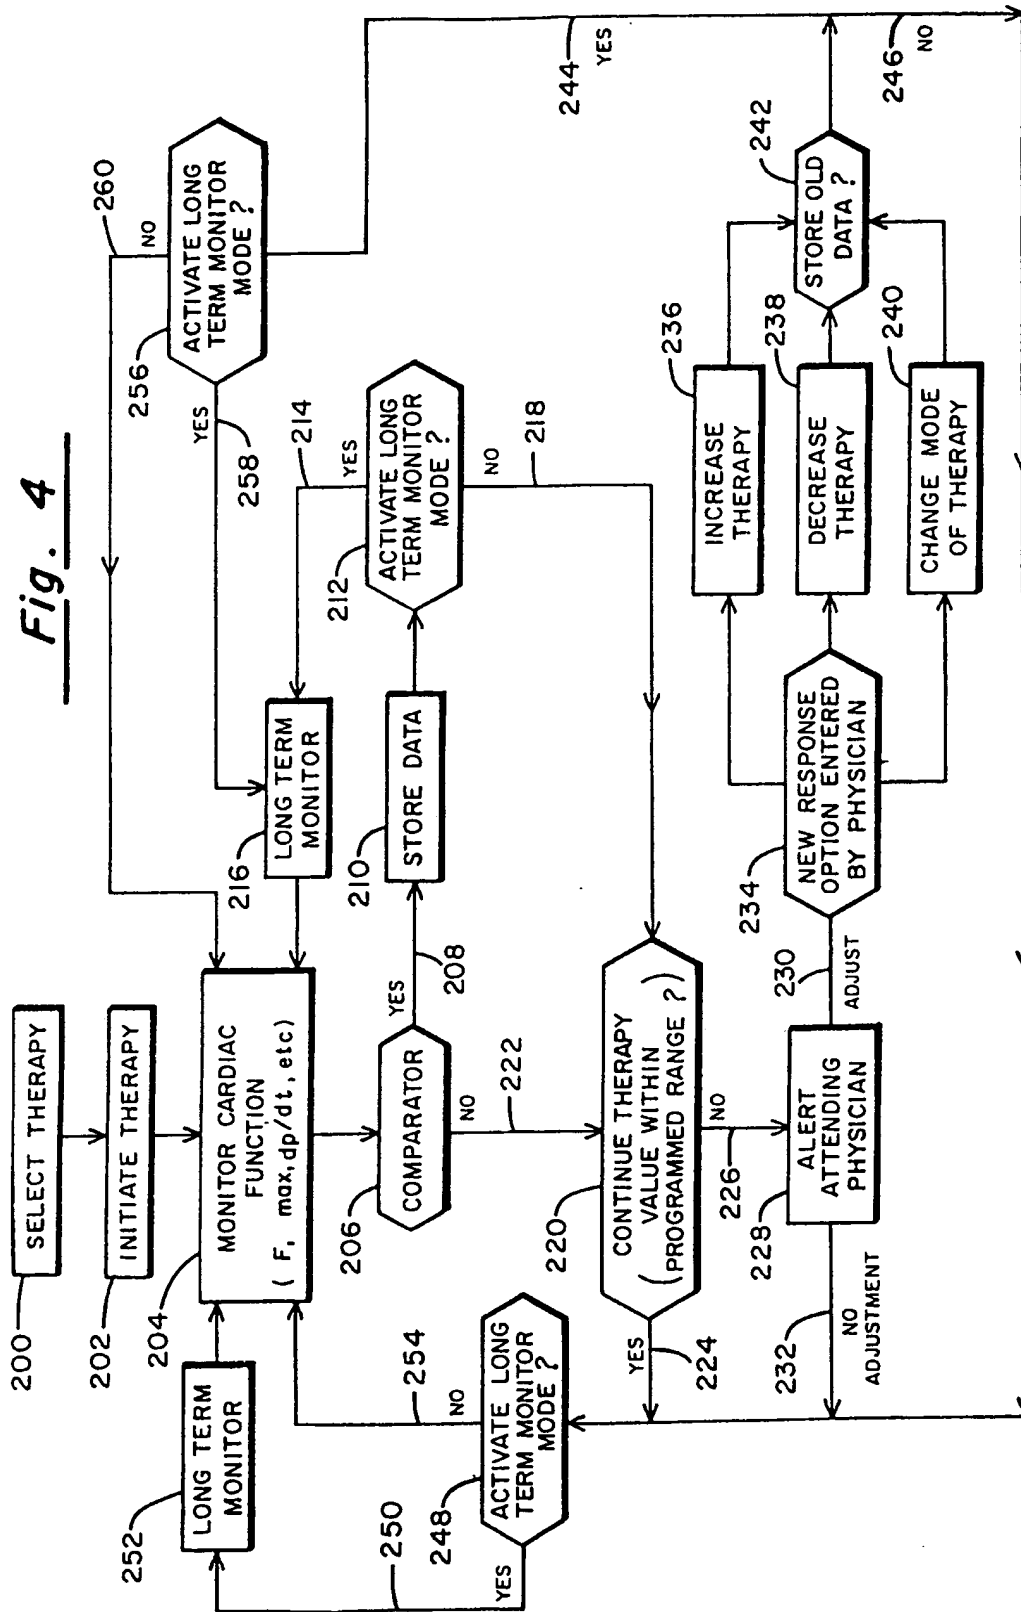 Fig. 4
200
SELECT THERAPY
202
INITIATE THERAPY
204
MONITOR CARDIAC
FUNCTION
( F, max, dp/dt, etc)
252
LONG TERM
MONITOR
216
LONG TERM
MONITOR
256
ACTIVATE LONG
TERM MONITOR
MODE ?
NO
260
YES
258
206
COMPARATOR
YES
208
NO
222
210
STORE DATA
212
ACTIVATE LONG
TERM MONITOR
MODE ?
YES
214
NO
218
244
YES
248
ACTIVATE LONG
TERM MONITOR
MODE ?
NO
254
YES
250
220
CONTINUE THERAPY
VALUE WITHIN
( PROGRAMMED RANGE ? )
YES
224
NO
226
228
ALERT
ATTENDING
PHYSICIAN
232
NO
ADJUSTMENT
230
ADJUST
234
NEW RESPONSE
OPTION ENTERED
BY PHYSICIAN
236
INCREASE
THERAPY
238
DECREASE
THERAPY
240
CHANGE MODE
OF THERAPY
242
STORE OLD
DATA ?
246
NO